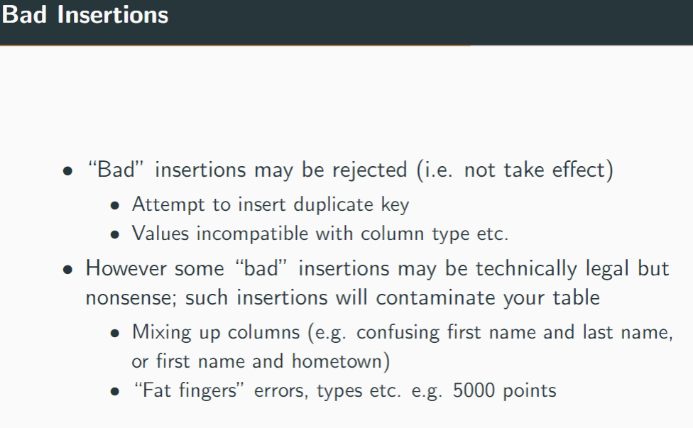 Bad Insertions
• “Bad” insertions may be rejected (i.e. not take effect)
• Attempt to insert duplicate key
• Values incompatible with column type etc.
• However some “bad” insertions may be technically legal but
nonsense; such insertions will contaminate your table
• Mixing up columns (e.g. confusing first name and last name,
or first name and hometown)
• “Fat fingers” errors, types etc. e.g. 5000 points